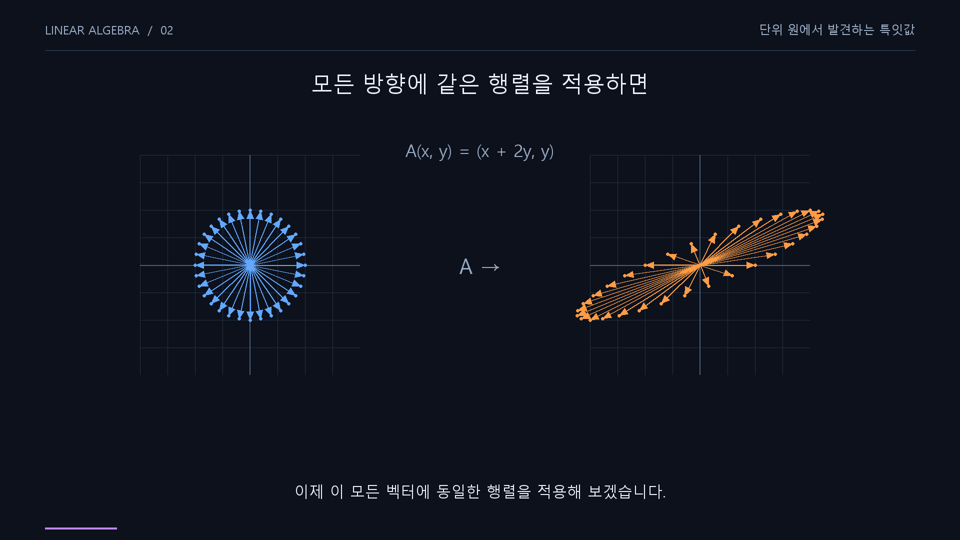 LINEAR ALGEBRA / 02
단위 원에서 발견하는 특잇값
모든 방향에 같은 행렬을 적용하면
A(x, y) = (x + 2y, y)
A →
이제 이 모든 벡터에 동일한 행렬을 적용해 보겠습니다.